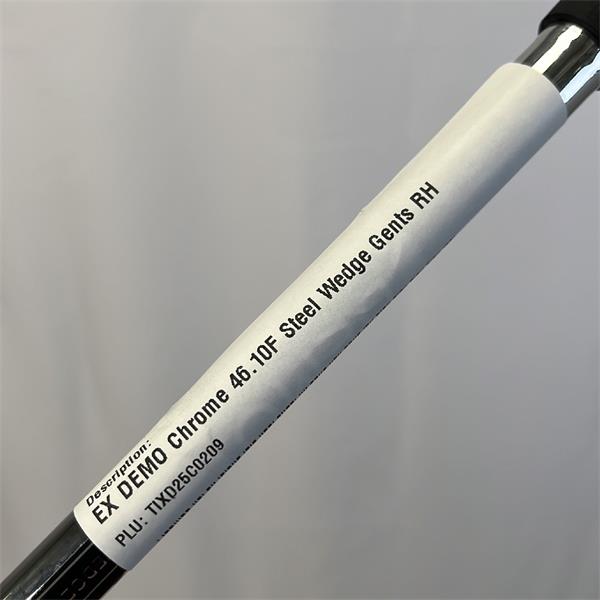 Description:
EX DEMO Chrome 46.10F Steel Wedge Gents RH
PLU: TIXD25C0209